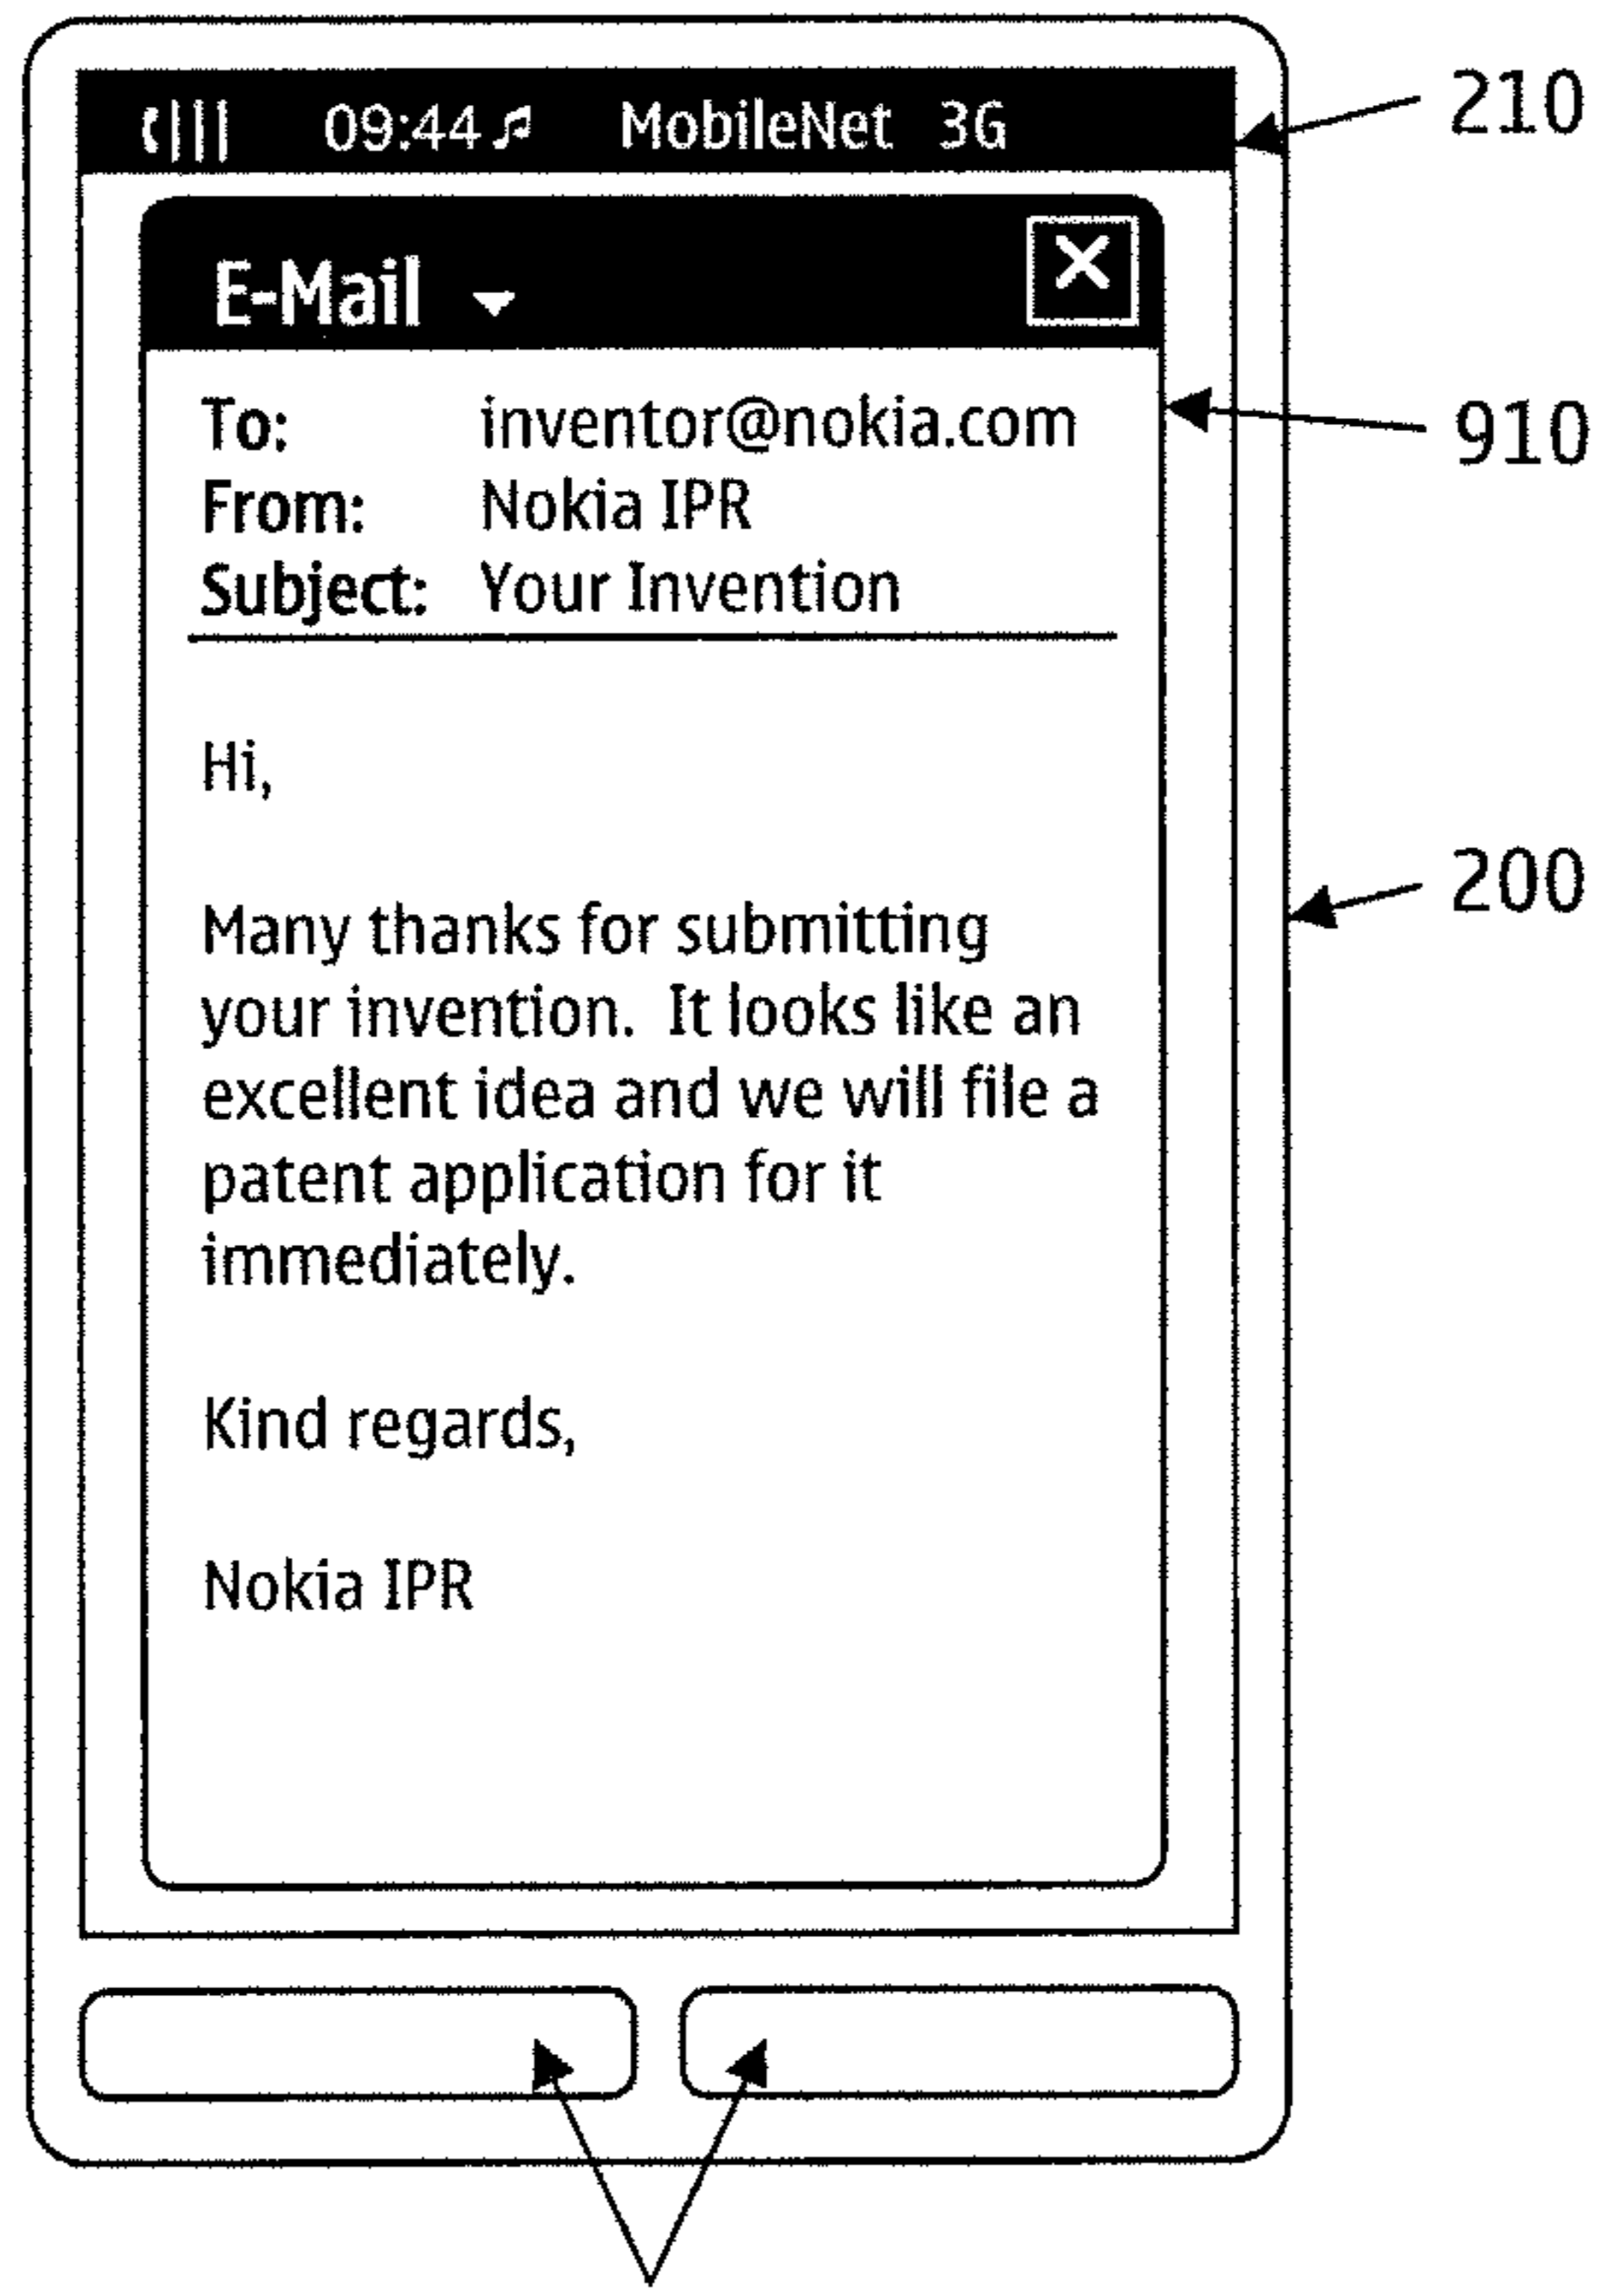 09:44 MobileNet 3G
210
E-Mail
To: inventor@nokia.com
910
From: Nokia IPR
Subject: Your Invention
Hi,
200
Many thanks for submitting
your invention. It looks like an
excellent idea and we will file a
patent application for it
immediately.
Kind regards,
Nokia IPR